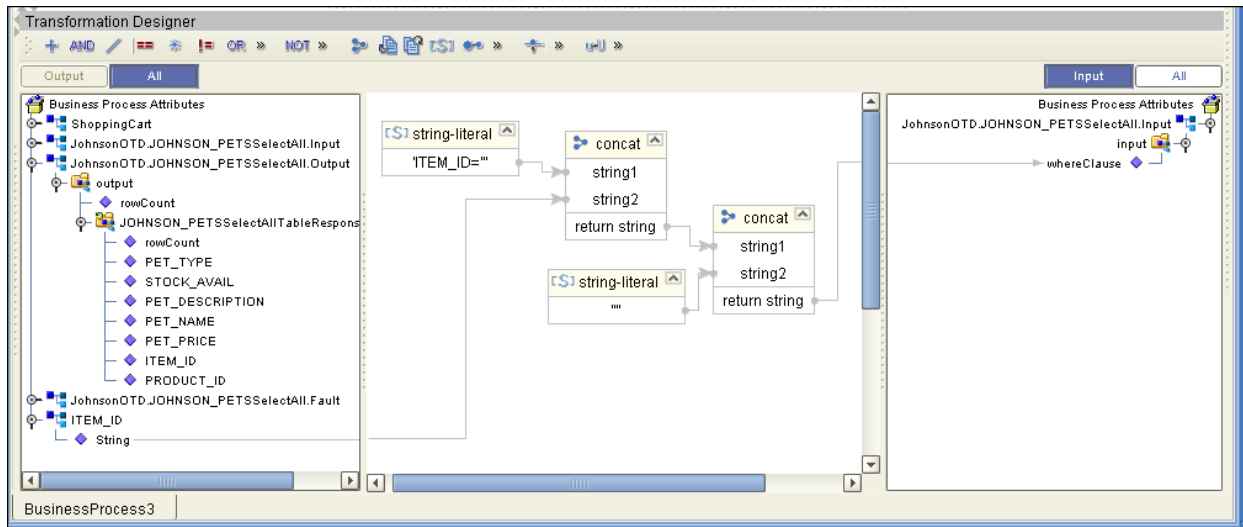 Transformation Designer
AND == != OR » NOT » [S] » » »
Output All Input All
Business Process Attributes
ShoppingCart
JohnsonOTD.JOHNSON_PETSSelectAll.Input
JohnsonOTD.JOHNSON_PETSSelectAll.Output
output
rowCount
JOHNSON_PETSSelectAllTableRespons
rowCount
PET_TYPE
STOCK_AVAIL
PET_DESCRIPTION
PET_NAME
PET_PRICE
ITEM_ID
PRODUCT_ID
JohnsonOTD.JOHNSON_PETSSelectAll.Fault
ITEM_ID
String
[S] string-literal
'ITEM_ID='"
concat
string1
string2
return string
[S] string-literal
""
concat
string1
string2
return string
Business Process Attributes
JohnsonOTD.JOHNSON_PETSSelectAll.Input
input
whereClause
BusinessProcess3